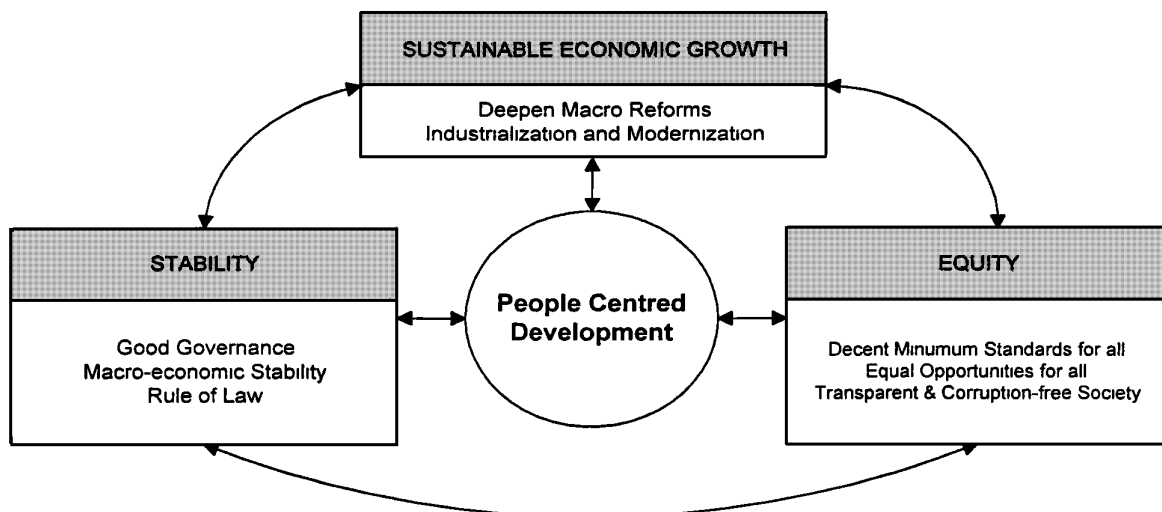 SUSTAINABLE ECONOMIC GROWTH
Deepen Macro Reforms
Industrialization and Modernization
STABILITY
Good Governance
Macro-economic Stability
Rule of Law
People Centred
Development
EQUITY
Decent Minumum Standards for all
Equal Opportunities for all
Transparent & Corruption-free Society